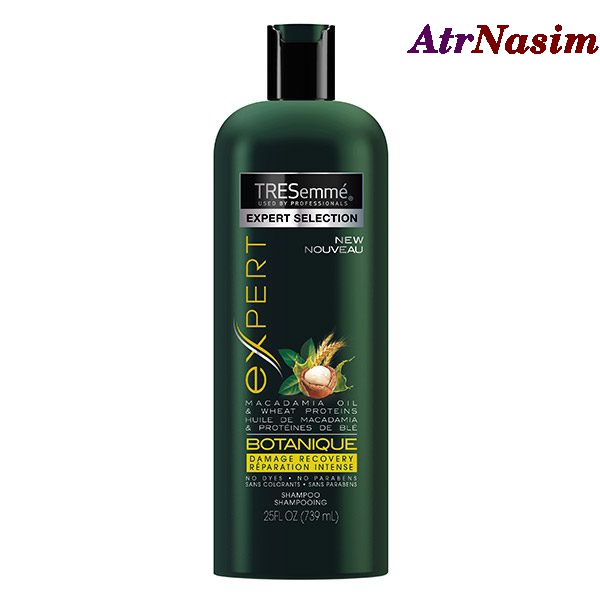 AtrNasim
TRESemmé®
USED BY PROFESSIONALS
EXPERT SELECTION
NEW
NOUVEAU
eXPERT
MACADAMIA OIL
& WHEAT PROTEINS
HUILE DE MACADAMIA
& PROTÉINES DE BLÉ
BOTANIQUE
DAMAGE RECOVERY
RÉPARATION INTENSE
NO DYES • NO PARABENS
SANS COLORANTS • SANS PARABENS
SHAMPOO
SHAMPOOING
25FL OZ (739 mL)